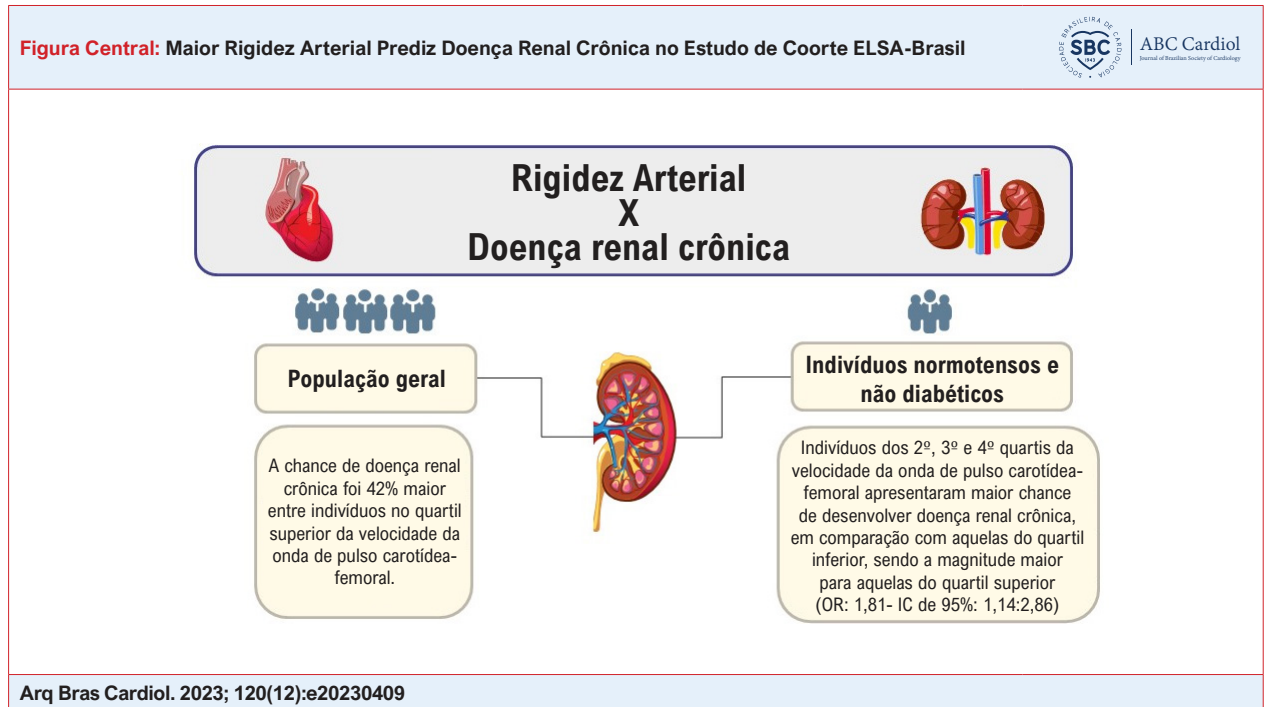 Figura Central: Maior Rigidez Arterial Prediz Doença Renal Crônica no Estudo de Coorte ELSA-Brasil
SOCIEDADE BRASILEIRA DE CARDIOLOGIA
SBC
1943
ABC Cardiol
Journal of Brazilian Society of Cardiology
Rigidez Arterial
X
Doença renal crônica
População geral
A chance de doença renal
crônica foi 42% maior
entre indivíduos no quartil
superior da velocidade da
onda de pulso carotídea-
femoral.
Indivíduos normotensos e
não diabéticos
Indivíduos dos 2º, 3º e 4º quartis da
velocidade da onda de pulso carotídea-
femoral apresentaram maior chance
de desenvolver doença renal crônica,
em comparação com aquelas do quartil
inferior, sendo a magnitude maior
para aquelas do quartil superior
(OR: 1,81- IC de 95%: 1,14:2,86)
Arq Bras Cardiol. 2023; 120(12):e20230409